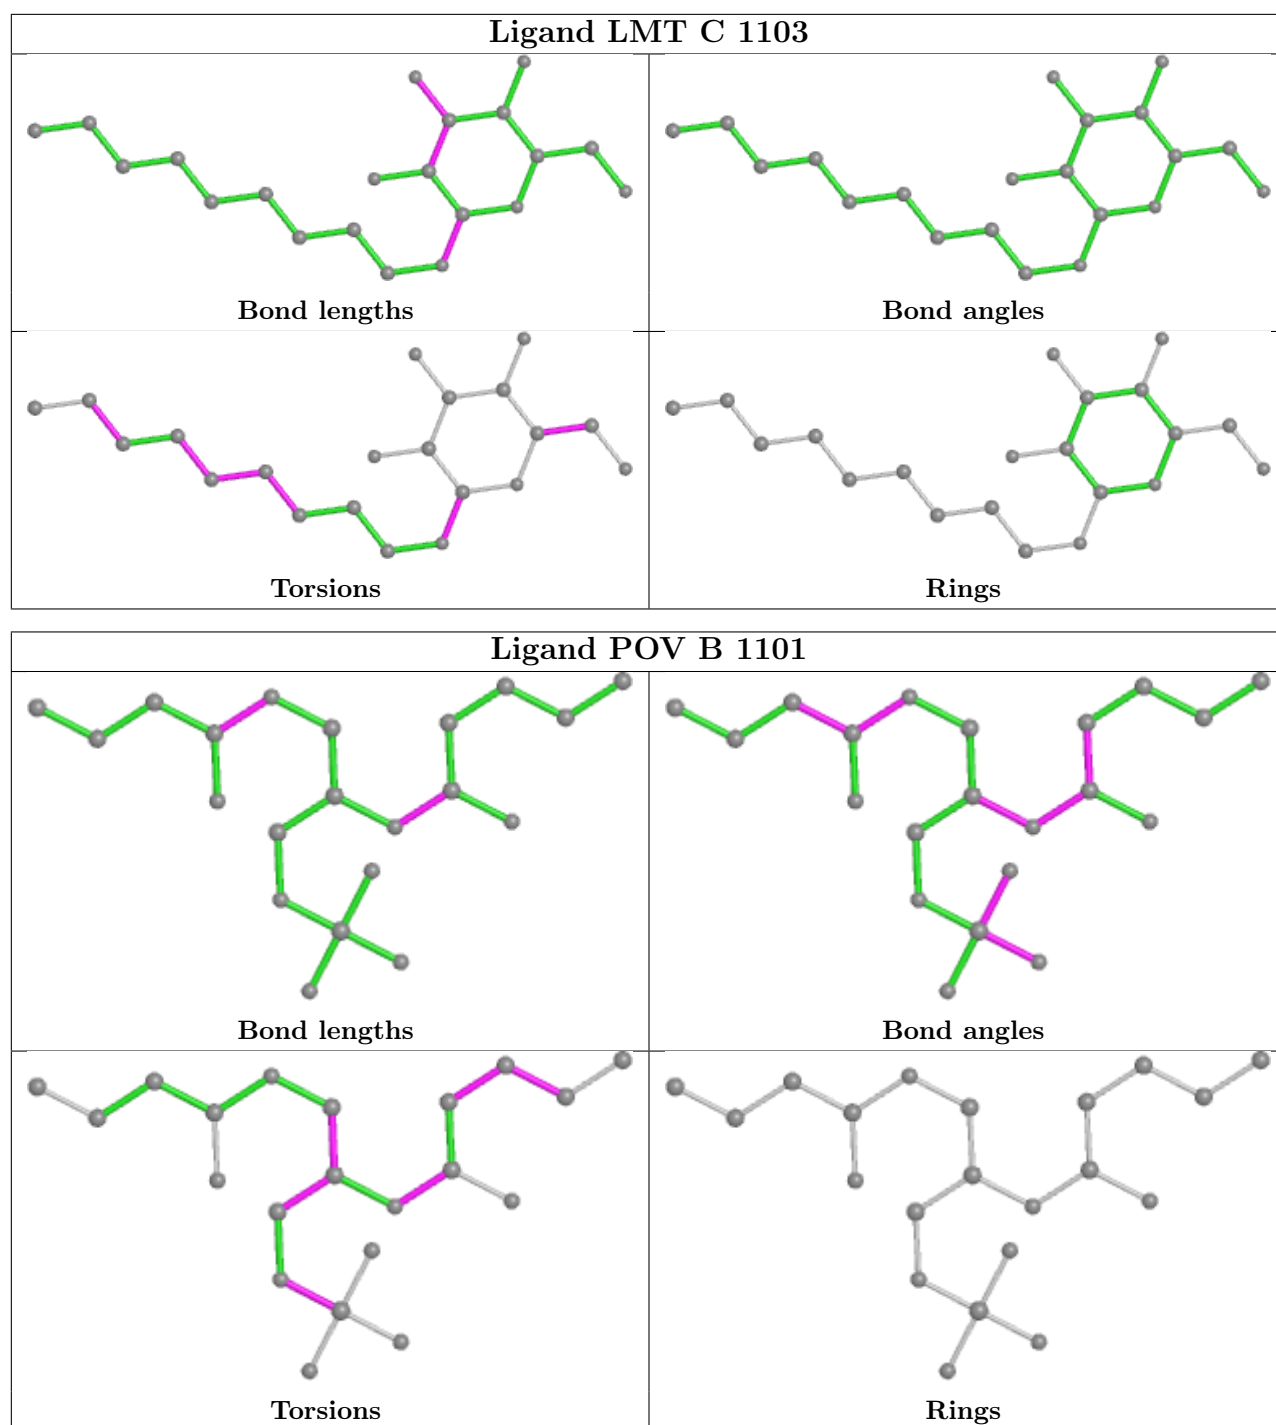 Ligand LMT C 1103
Bond lengths
Bond angles
Torsions
Rings
Ligand POV B 1101
Bond lengths
Bond angles
Torsions
Rings